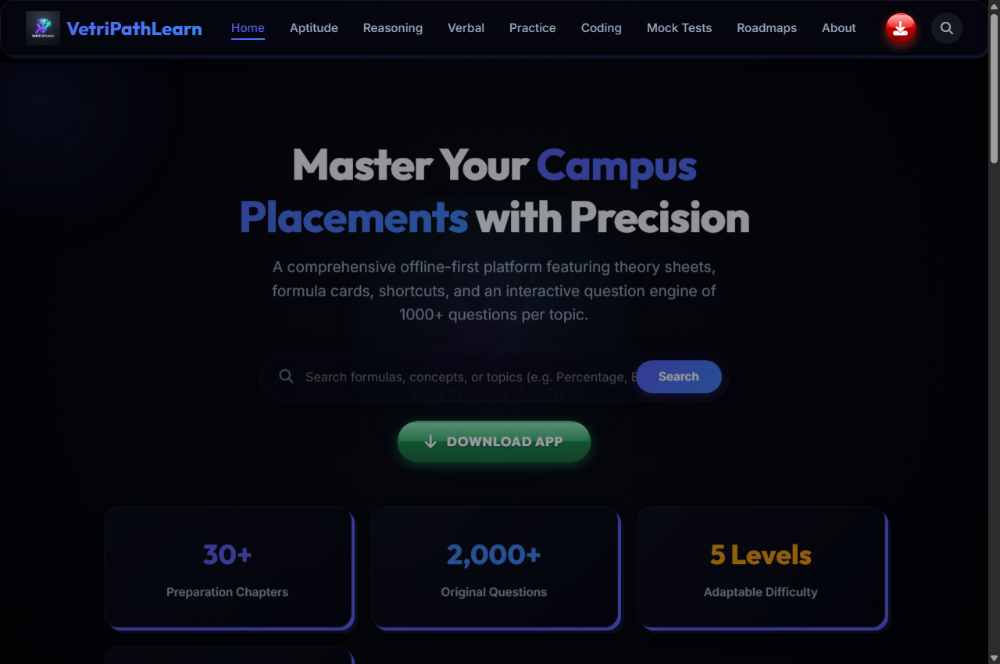 VetriPathLearn
VetriPathLearn
Home
Aptitude
Reasoning
Verbal
Practice
Coding
Mock Tests
Roadmaps
About
Master Your Campus
Placements with Precision
A comprehensive offline-first platform featuring theory sheets,
formula cards, shortcuts, and an interactive question engine of
1000+ questions per topic.
Search formulas, concepts, or topics (e.g. Percentage,
Search
VetriPathLearn
DOWNLOAD APP
30+
Preparation Chapters
2,000+
Original Questions
5 Levels
Adaptable Difficulty